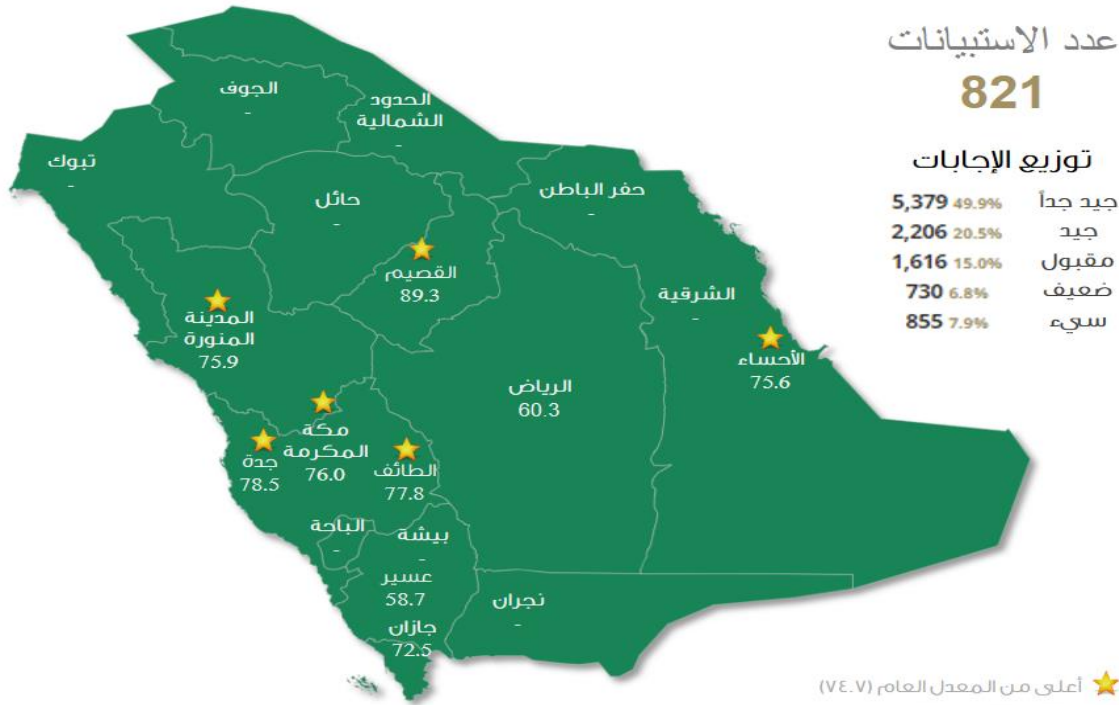 عدد الاستبيانات
821
توزيع الإجابات
جيد جداً 49.9% 5,379
جيد 20.5% 2,206
مقبول 15.0% 1,616
ضعيف 6.8% 730
سيء 7.9% 855
الجوف
-
الحدود
الشمالية
-
تبوك
-
حائل
-
حفر الباطن
-
القصيم
89.3
الشرقية
-
المدينة
المنورة
75.9
الأحساء
75.6
الرياض
60.3
مكة
المكرمة
76.0
جدة
78.5
الطائف
77.8
الباحة
-
بيشة
-
عسير
58.7
نجران
-
جازان
72.5
أعلى من المعدل العام (٧٤.٧)